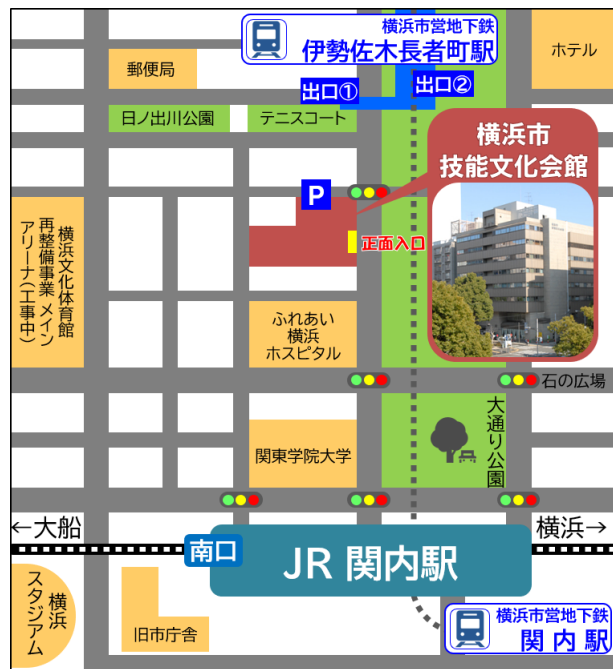 横浜市営地下鉄
伊勢佐木長者町駅
ホテル
郵便局
出口①
出口②
日ノ出川公園
テニスコート
横浜市
技能文化会館
P
正面入口
横浜文化体育館
再整備事業 メイン
アリーナ(工事中)
ふれあい
横浜
ホスピタル
石の広場
大通り公園
関東学院大学
←大船
横浜→
南口
JR 関内駅
横浜
スタジアム
旧市庁舎
横浜市営地下鉄
関内駅